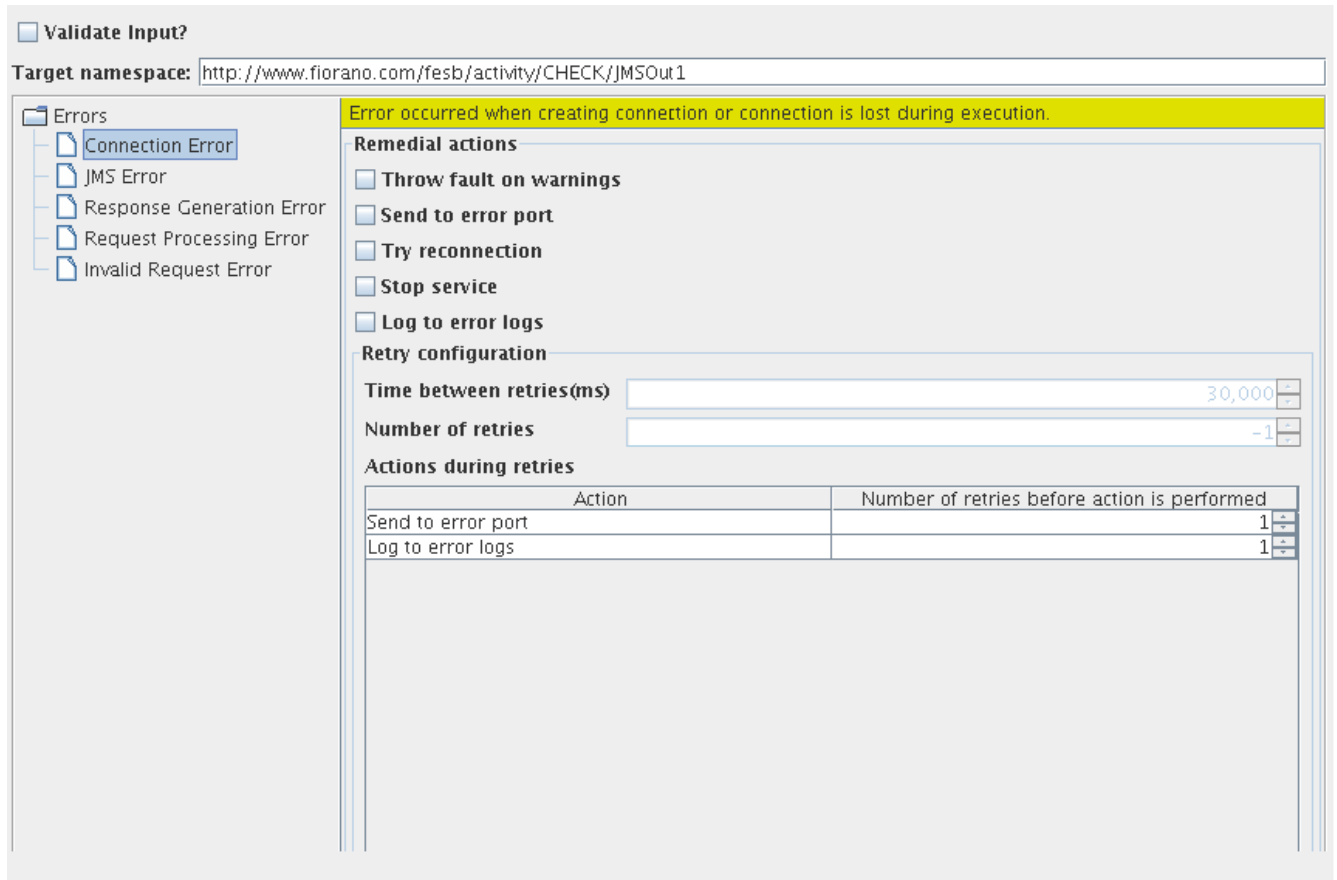 Validate Input?
Target namespace: http://www.fiorano.com/fesb/activity/CHECK/JMSOut1
Errors
Connection Error
JMS Error
Response Generation Error
Request Processing Error
Invalid Request Error
Error occurred when creating connection or connection is lost during execution.
Remedial actions
Throw fault on warnings
Send to error port
Try reconnection
Stop service
Log to error logs
Retry configuration
Time between retries(ms) 30,000
Number of retries -1
Actions during retries
Action Number of retries before action is performed
Send to error port 1
Log to error logs 1